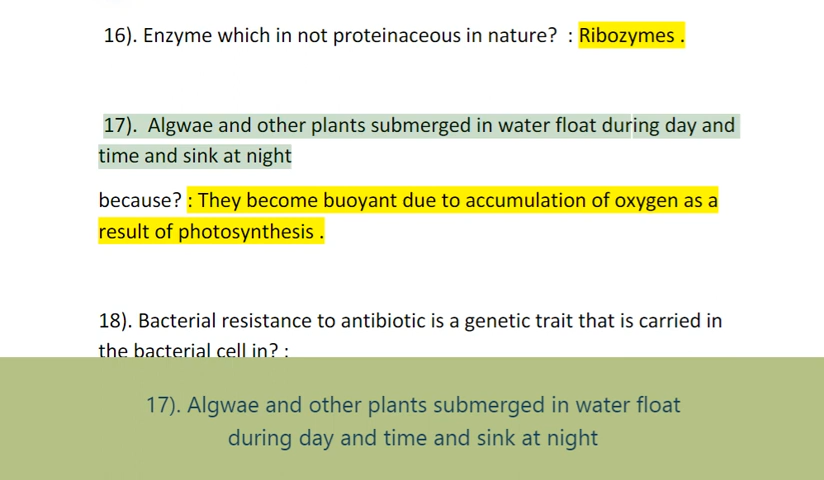 16). Enzyme which in not proteinaceous in nature?  : Ribozymes .
17).  Algwae and other plants submerged in water float during day and
time and sink at night
because? : They become buoyant due to accumulation of oxygen as a
result of photosynthesis .
18). Bacterial resistance to antibiotic is a genetic trait that is carried in
the bacterial cell in? :
17). Algwae and other plants submerged in water float
during day and time and sink at night